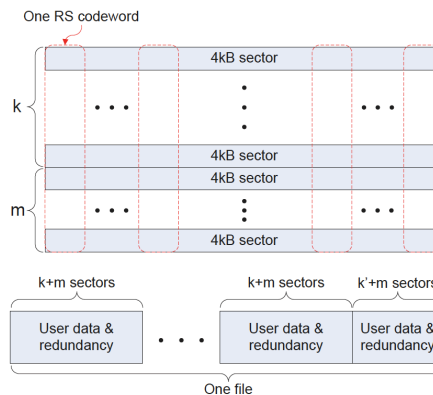 One RS codeword
4kB sector
k
4kB sector
4kB sector
m
4kB sector
k+m sectors
k+m sectors
k'+m sectors
User data &
redundancy
User data &
redundancy
User data &
redundancy
One file